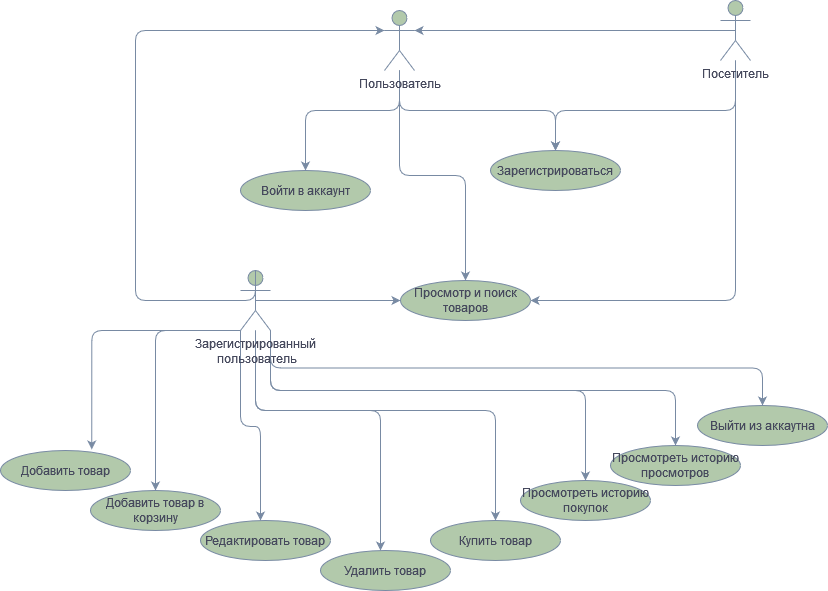 Посетитель
Пользователь
Зарегистрироваться
Войти в аккаунт
Просмотр и поиск
товаров
Зарегистрированный
пользователь
Выйти из аккаутна
Просмотреть историю
просмотров
Добавить товар
Просмотреть историю
покупок
Добавить товар в
корзину
Редактировать товар
Купить товар
Удалить товар